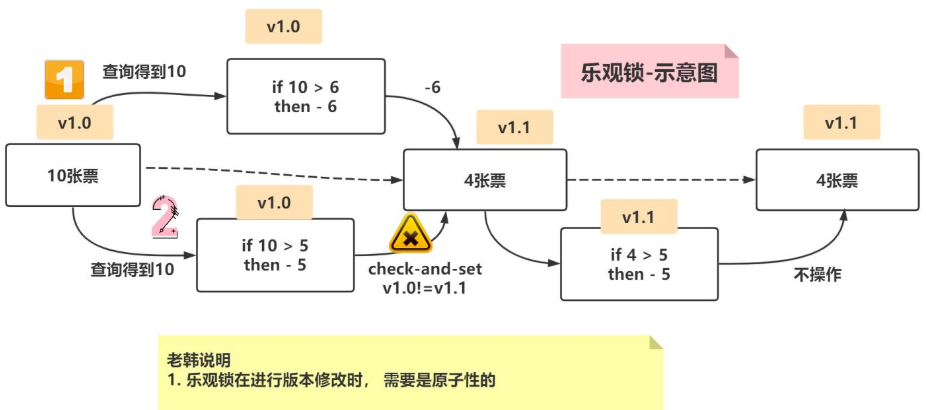 v1.0
乐观锁-示意图
1
查询得到10
if 10 > 6
then - 6
-6
v1.0
v1.1
v1.1
10张票
4张票
4张票
2
v1.0
v1.1
if 10 > 5
then - 5
if 4 > 5
then - 5
查询得到10
check-and-set
v1.0!=v1.1
不操作
老韩说明
1. 乐观锁在进行版本修改时， 需要是原子性的